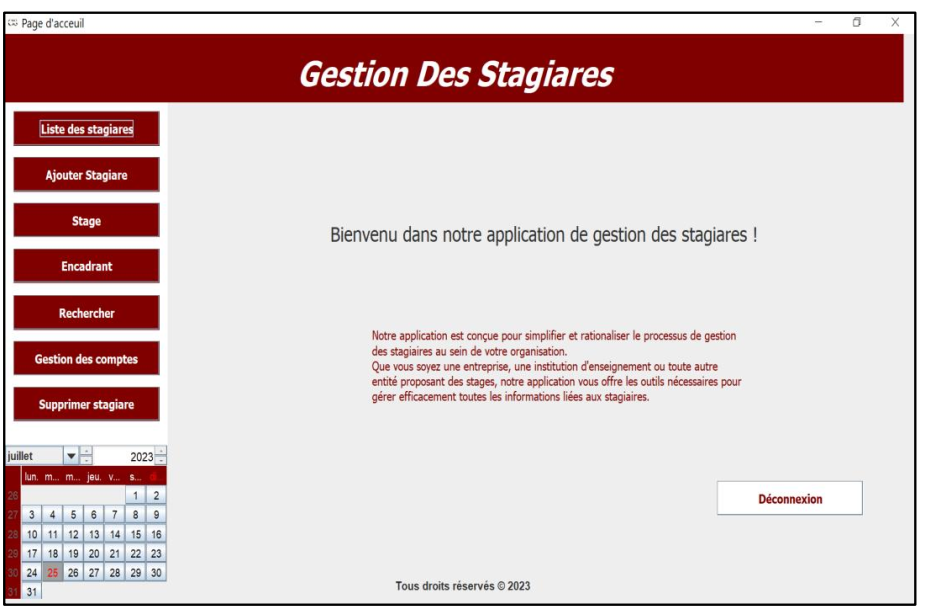 Page d'acceuil
Gestion Des Stagiares
Liste des stagiares
Ajouter Stagiare
Stage
Encadrant
Rechercher
Gestion des comptes
Supprimer stagiare
Bienvenu dans notre application de gestion des stagiares !
Notre application est conçue pour simplifier et rationaliser le processus de gestion
des stagiaires au sein de votre organisation.
Que vous soyez une entreprise, une institution d'enseignement ou toute autre
entité proposant des stages, notre application vous offre les outils nécessaires pour
gérer efficacement toutes les informations liées aux stagiaires.
juillet 2023
lun. m... m... jeu. v... s... d...
26 1 2
27 3 4 5 6 7 8 9
28 10 11 12 13 14 15 16
29 17 18 19 20 21 22 23
30 24 25 26 27 28 29 30
31 31
Déconnexion
Tous droits réservés © 2023